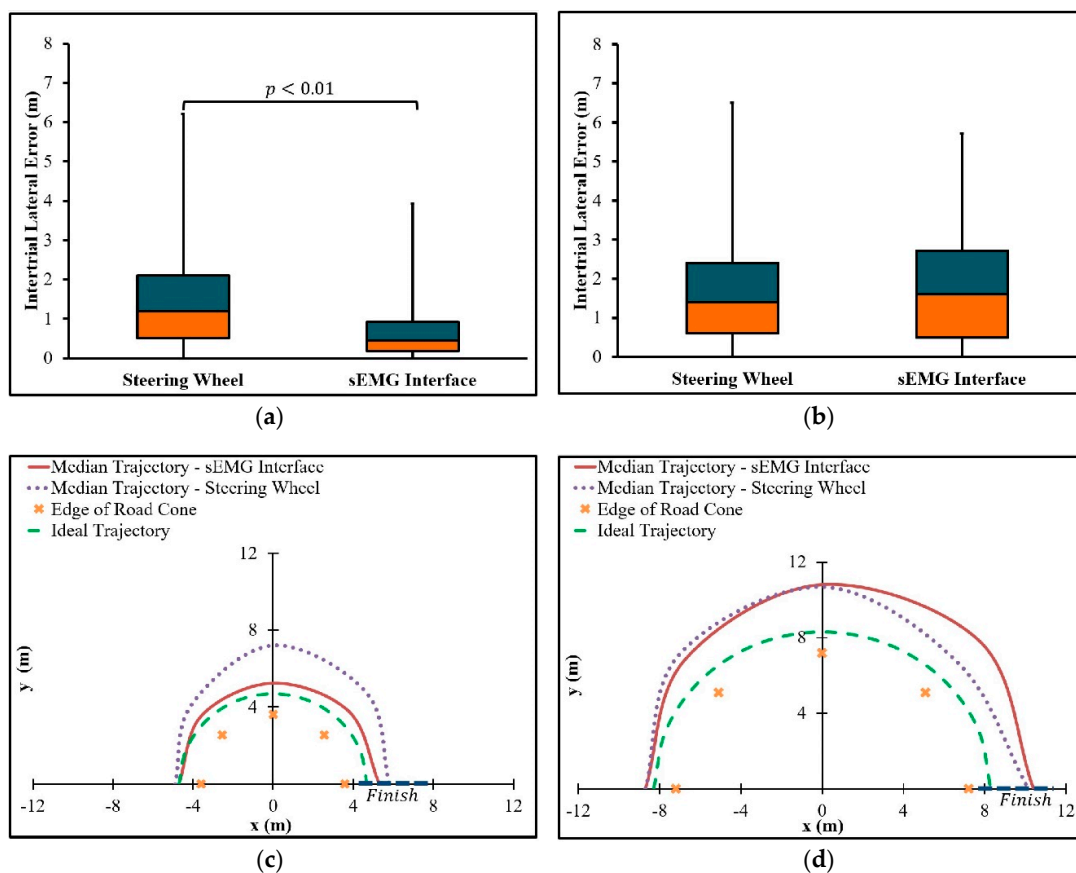 Intertrial Lateral Error (m)
8
7
6
5
4
3
2
1
0
p < 0.01
Steering Wheel
sEMG Interface
(a)
Intertrial Lateral Error (m)
8
7
6
5
4
3
2
1
0
Steering Wheel
sEMG Interface
(b)
Median Trajectory - sEMG Interface
Median Trajectory - Steering Wheel
Edge of Road Cone
Ideal Trajectory
y (m)
12
8
4
-12
-8
-4
0
4
8
12
Finish
x (m)
(c)
Median Trajectory - sEMG Interface
Median Trajectory - Steering Wheel
Edge of Road Cone
Ideal Trajectory
y (m)
12
8
4
-12
-8
-4
0
4
8
12
Finish
x (m)
(d)